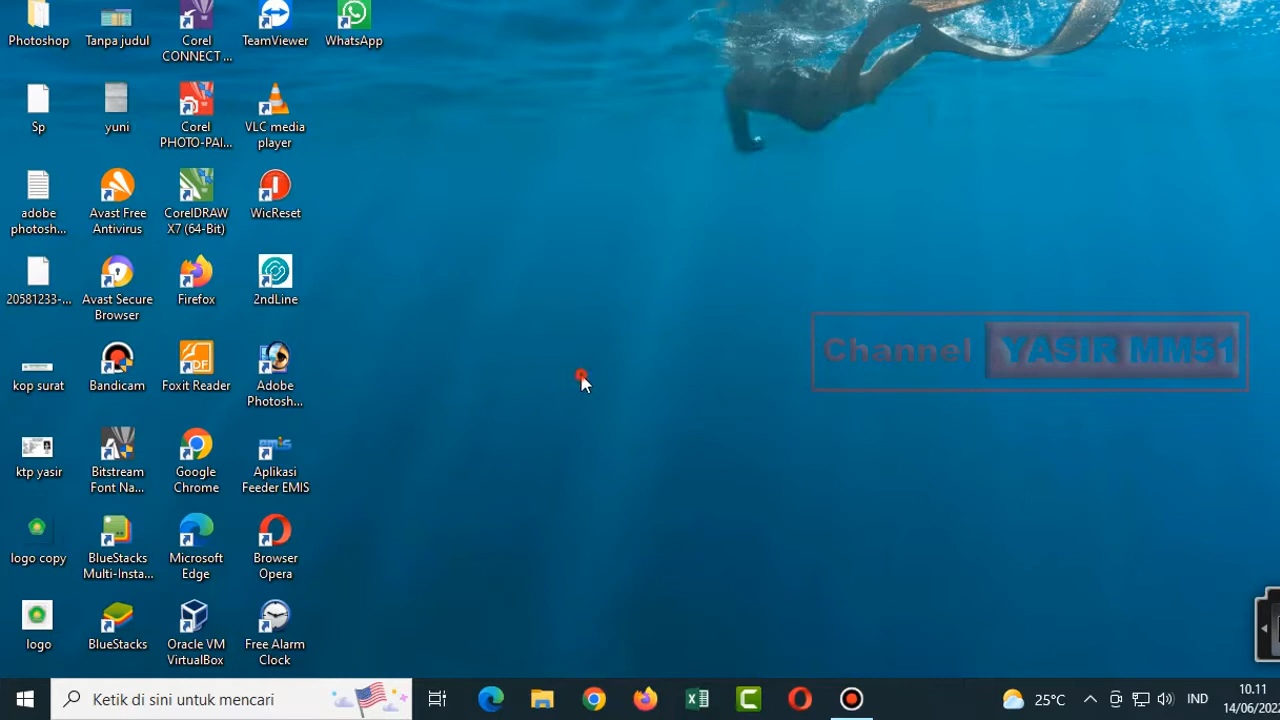 Photoshop
Tanpa judul
Corel
CONNECT ...
TeamViewer
WhatsApp
Sp
yuni
Corel
PHOTO-PAI...
VLC media
player
adobe
photosh...
Avast Free
Antivirus
CorelDRAW
X7 (64-Bit)
WicReset
20581233-...
Avast Secure
Browser
Firefox
2ndLine
Channel YASIR MM51
kop surat
Bandicam
Foxit Reader
Adobe
Photosh...
ktp yasir
Bitstream
Font Na...
Google
Chrome
Aplikasi
Feeder EMIS
logo copy
BlueStacks
Multi-Insta...
Microsoft
Edge
Browser
Opera
logo
BlueStacks
Oracle VM
VirtualBox
Free Alarm
Clock
Ketik di sini untuk mencari
25°C
IND
10.11
14/06/202